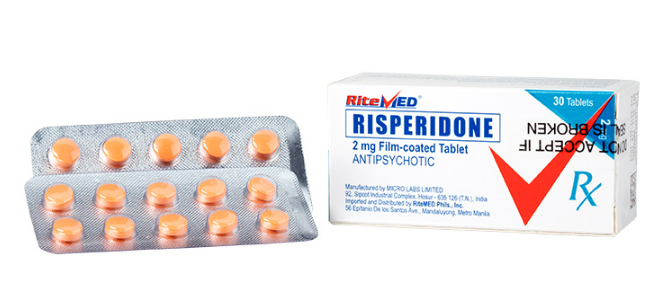 RiteMED®
30 Tablets
RISPERIDONE
2 mg Film-coated Tablet
ANTIPSYCHOTIC
Manufactured by MICRO LABS LIMITED
92, Sipcot Industrial Complex, Hosur - 635 126 (T.N.), India
Imported and Distributed by RiteMED Phils., Inc.
56 Epifanio De los Santos Ave., Mandaluyong, Metro Manila
DO NOT ACCEPT IF
SEAL IS BROKEN
Rx